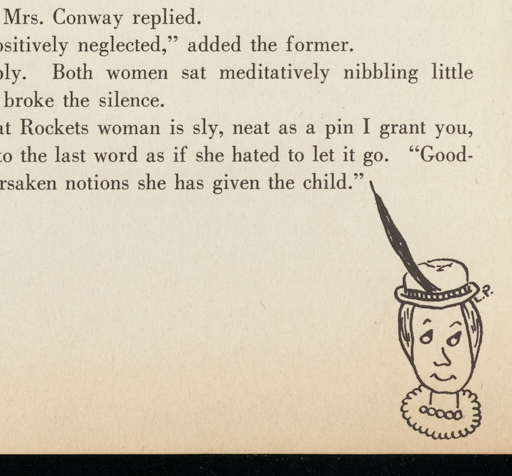 Mrs. Conway replied.
ositively neglected,” added the former.
ply. Both women sat meditatively nibbling little
broke the silence.
at Rockets woman is sly, neat as a pin I grant you,
to the last word as if she hated to let it go. “Good-
rsaken notions she has given the child.”
L.P.